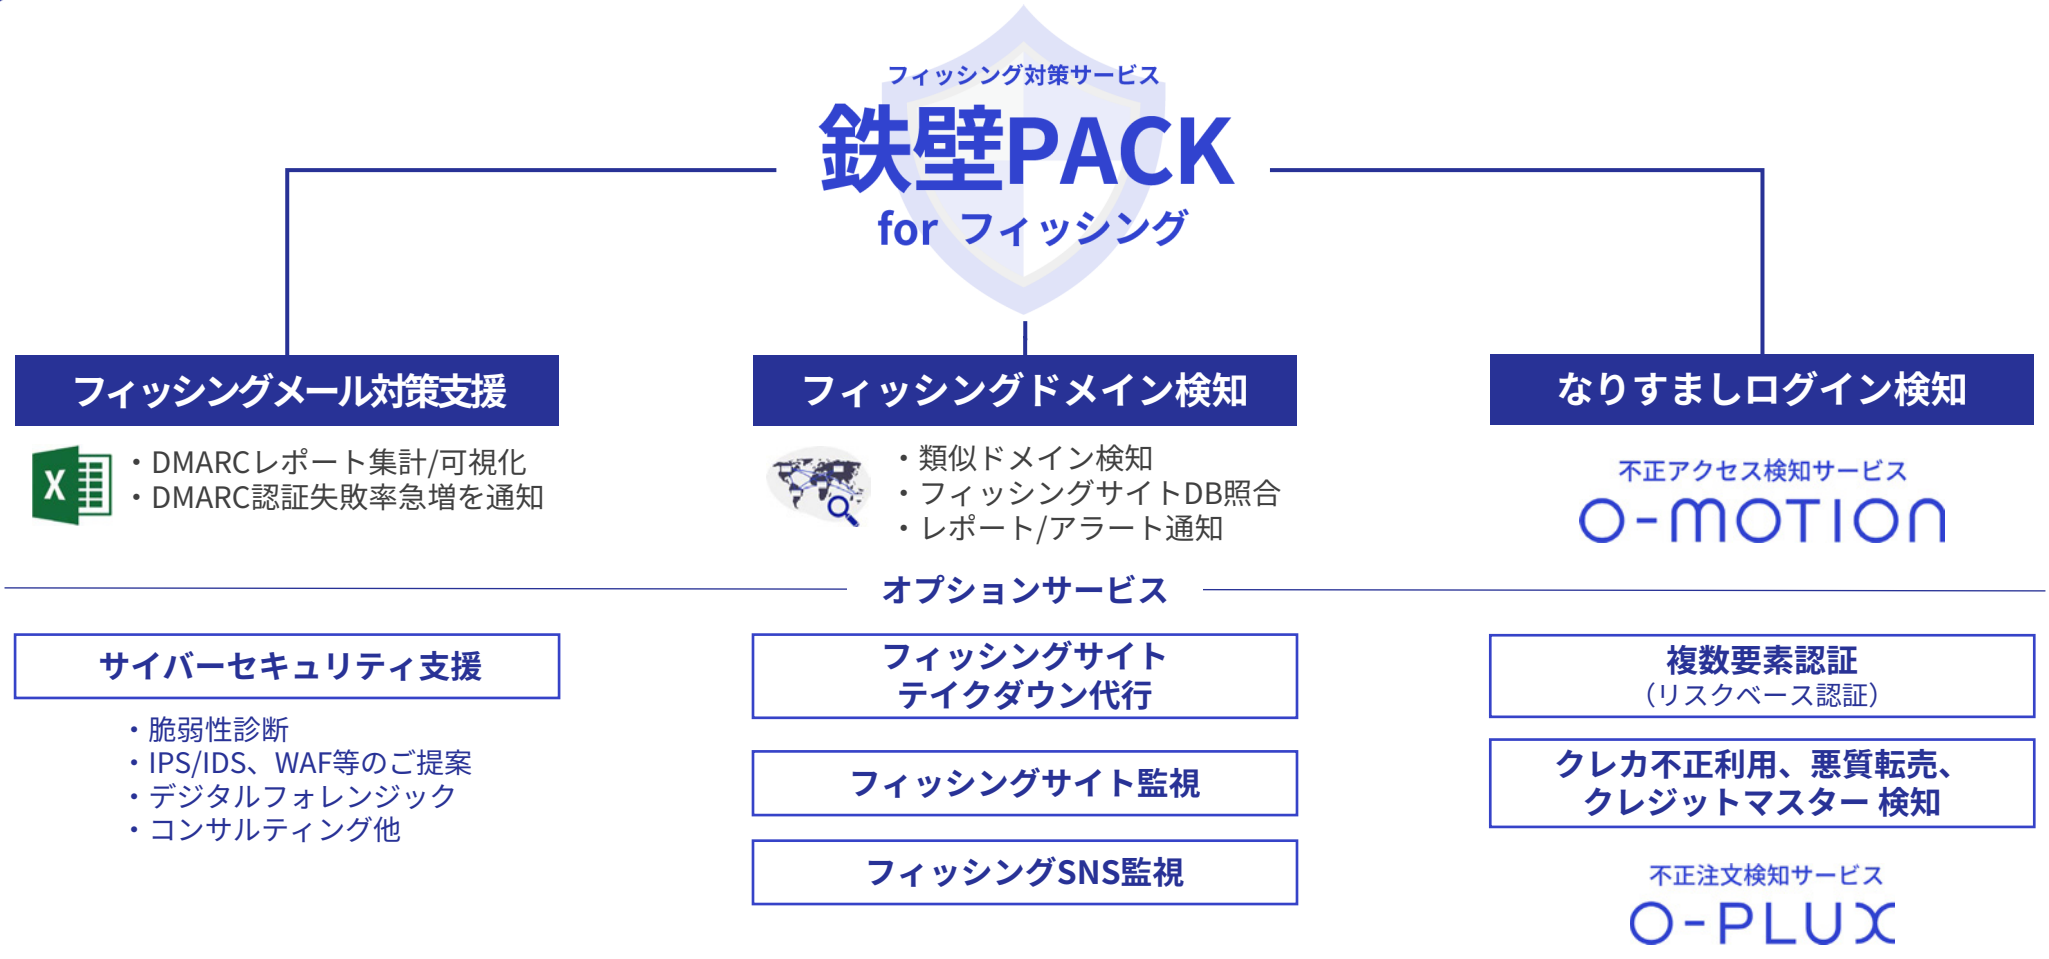 フィッシング対策サービス
鉄壁PACK
for フィッシング
フィッシングメール対策支援
・DMARCレポート集計/可視化
・DMARC認証失敗率急増を通知
フィッシングドメイン検知
・類似ドメイン検知
・フィッシングサイトDB照合
・レポート/アラート通知
なりすましログイン検知
不正アクセス検知サービス
O-MOTION
オプションサービス
サイバーセキュリティ支援
・脆弱性診断
・IPS/IDS、WAF等のご提案
・デジタルフォレンジック
・コンサルティング他
フィッシングサイト
テイクダウン代行
フィッシングサイト監視
フィッシングSNS監視
複数要素認証
（リスクベース認証）
クレカ不正利用、悪質転売、
クレジットマスター 検知
不正注文検知サービス
O-PLUX
X